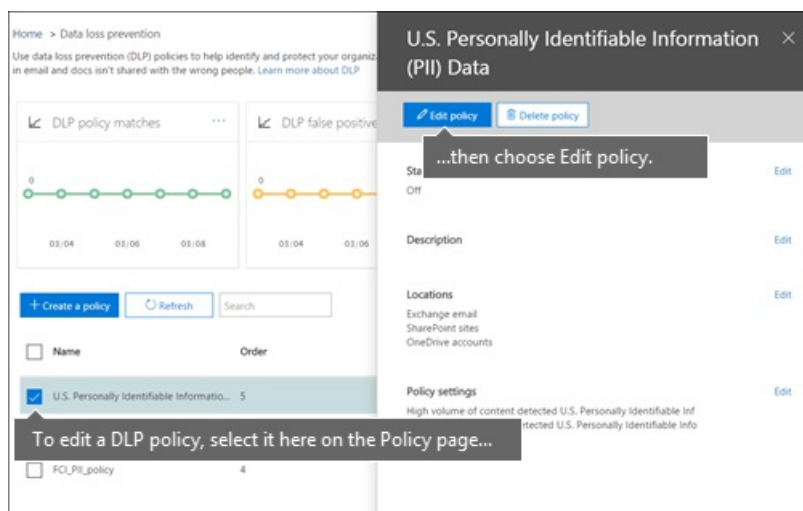 Home > Data loss prevention
Use data loss prevention (DLP) policies to help identify and protect your organiz
in email and docs isn't shared with the wrong people. Learn more about DLP
DLP policy matches ...
DLP false positive
0
0
03/04 03/06 03/08
03/04 03/06
+ Create a policy
Refresh
Search
Name Order
U.S. Personally Identifiable Informatio... 5
To edit a DLP policy, select it here on the Policy page...
FCI_PII_policy 4
U.S. Personally Identifiable Information
(PII) Data
Edit policy
Delete policy
...then choose Edit policy.
Sta
Edit
Off
Description Edit
Locations Edit
Exchange email
SharePoint sites
OneDrive accounts
Policy settings Edit
High volume of content detected U.S. Personally Identifiable Inf
tected U.S. Personally Identifiable Info